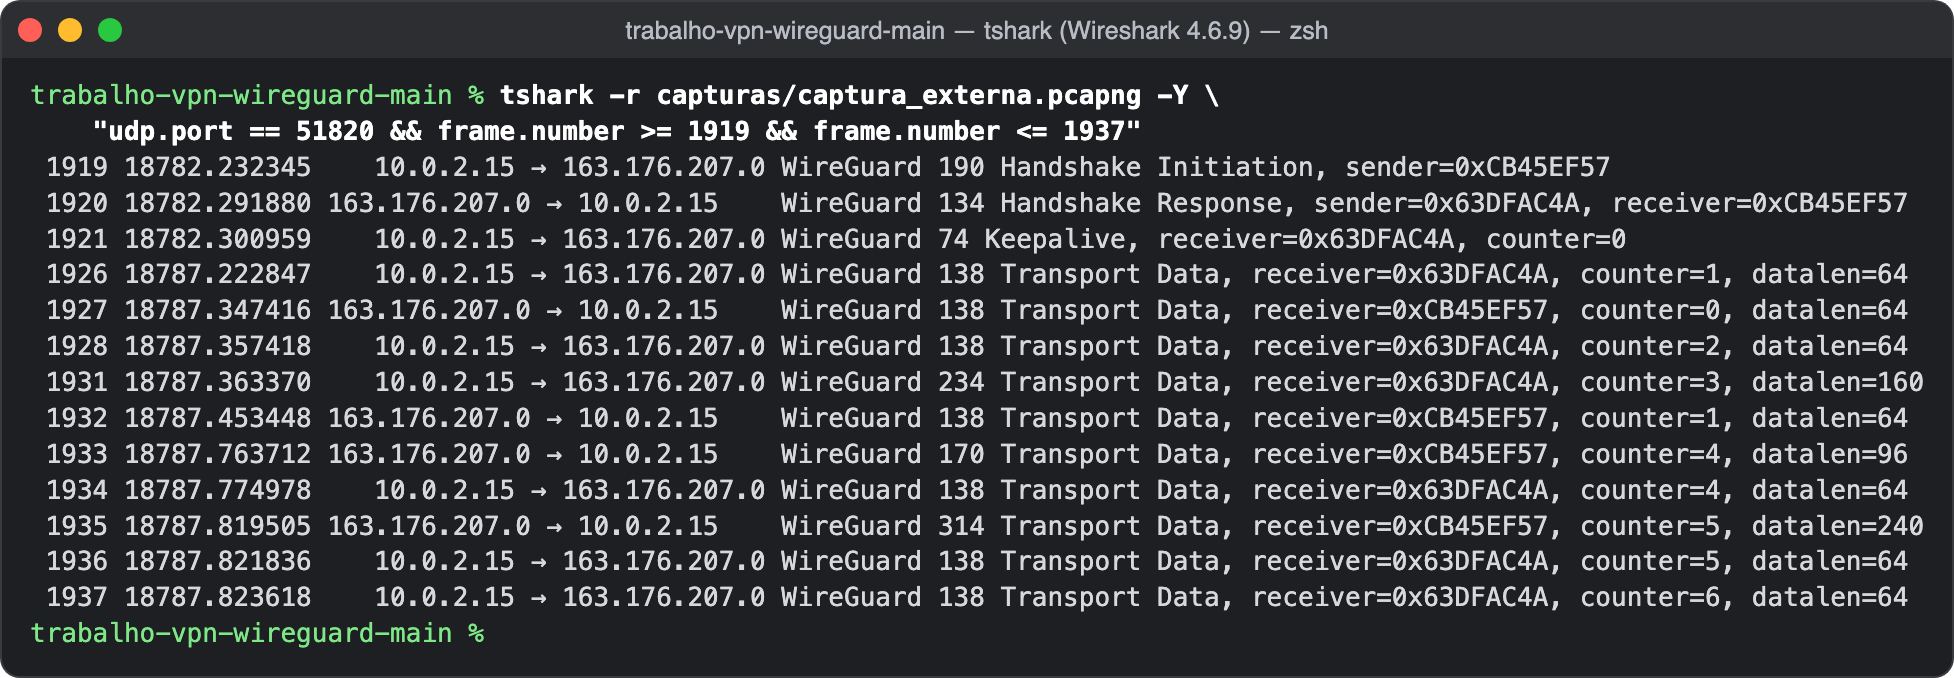 trabalho-vpn-wireguard-main — tshark (Wireshark 4.6.9) — zsh
trabalho-vpn-wireguard-main % tshark -r capturas/captura_externa.pcapng -Y \
"udp.port == 51820 && frame.number >= 1919 && frame.number <= 1937"
1919 18782.232345 10.0.2.15 → 163.176.207.0 WireGuard 190 Handshake Initiation, sender=0xCB45EF57
1920 18782.291880 163.176.207.0 → 10.0.2.15 WireGuard 134 Handshake Response, sender=0x63DFAC4A, receiver=0xCB45EF57
1921 18782.300959 10.0.2.15 → 163.176.207.0 WireGuard 74 Keepalive, receiver=0x63DFAC4A, counter=0
1926 18787.222847 10.0.2.15 → 163.176.207.0 WireGuard 138 Transport Data, receiver=0x63DFAC4A, counter=1, datalen=64
1927 18787.347416 163.176.207.0 → 10.0.2.15 WireGuard 138 Transport Data, receiver=0xCB45EF57, counter=0, datalen=64
1928 18787.357418 10.0.2.15 → 163.176.207.0 WireGuard 138 Transport Data, receiver=0x63DFAC4A, counter=2, datalen=64
1931 18787.363370 10.0.2.15 → 163.176.207.0 WireGuard 234 Transport Data, receiver=0x63DFAC4A, counter=3, datalen=160
1932 18787.453448 163.176.207.0 → 10.0.2.15 WireGuard 138 Transport Data, receiver=0xCB45EF57, counter=1, datalen=64
1933 18787.763712 163.176.207.0 → 10.0.2.15 WireGuard 170 Transport Data, receiver=0xCB45EF57, counter=4, datalen=96
1934 18787.774978 10.0.2.15 → 163.176.207.0 WireGuard 138 Transport Data, receiver=0x63DFAC4A, counter=4, datalen=64
1935 18787.819505 163.176.207.0 → 10.0.2.15 WireGuard 314 Transport Data, receiver=0xCB45EF57, counter=5, datalen=240
1936 18787.821836 10.0.2.15 → 163.176.207.0 WireGuard 138 Transport Data, receiver=0x63DFAC4A, counter=5, datalen=64
1937 18787.823618 10.0.2.15 → 163.176.207.0 WireGuard 138 Transport Data, receiver=0x63DFAC4A, counter=6, datalen=64
trabalho-vpn-wireguard-main %